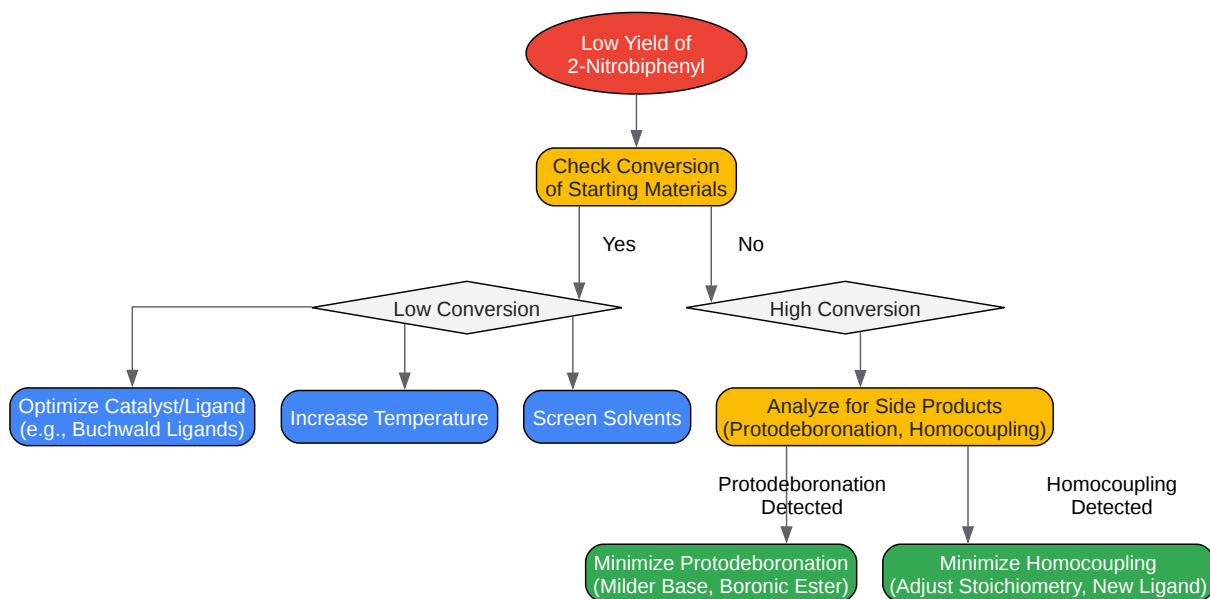 Low Yield of
2-Nitrobiphenyl
Check Conversion
of Starting Materials
Yes
No
Low Conversion
High Conversion
Optimize Catalyst/Ligand
(e.g., Buchwald Ligands)
Increase Temperature
Screen Solvents
Analyze for Side Products
(Protodeboronation, Homocoupling)
Protodeboronation
Detected
Homocoupling
Detected
Minimize Protodeboronation
(Milder Base, Boronic Ester)
Minimize Homocoupling
(Adjust Stoichiometry, New Ligand)